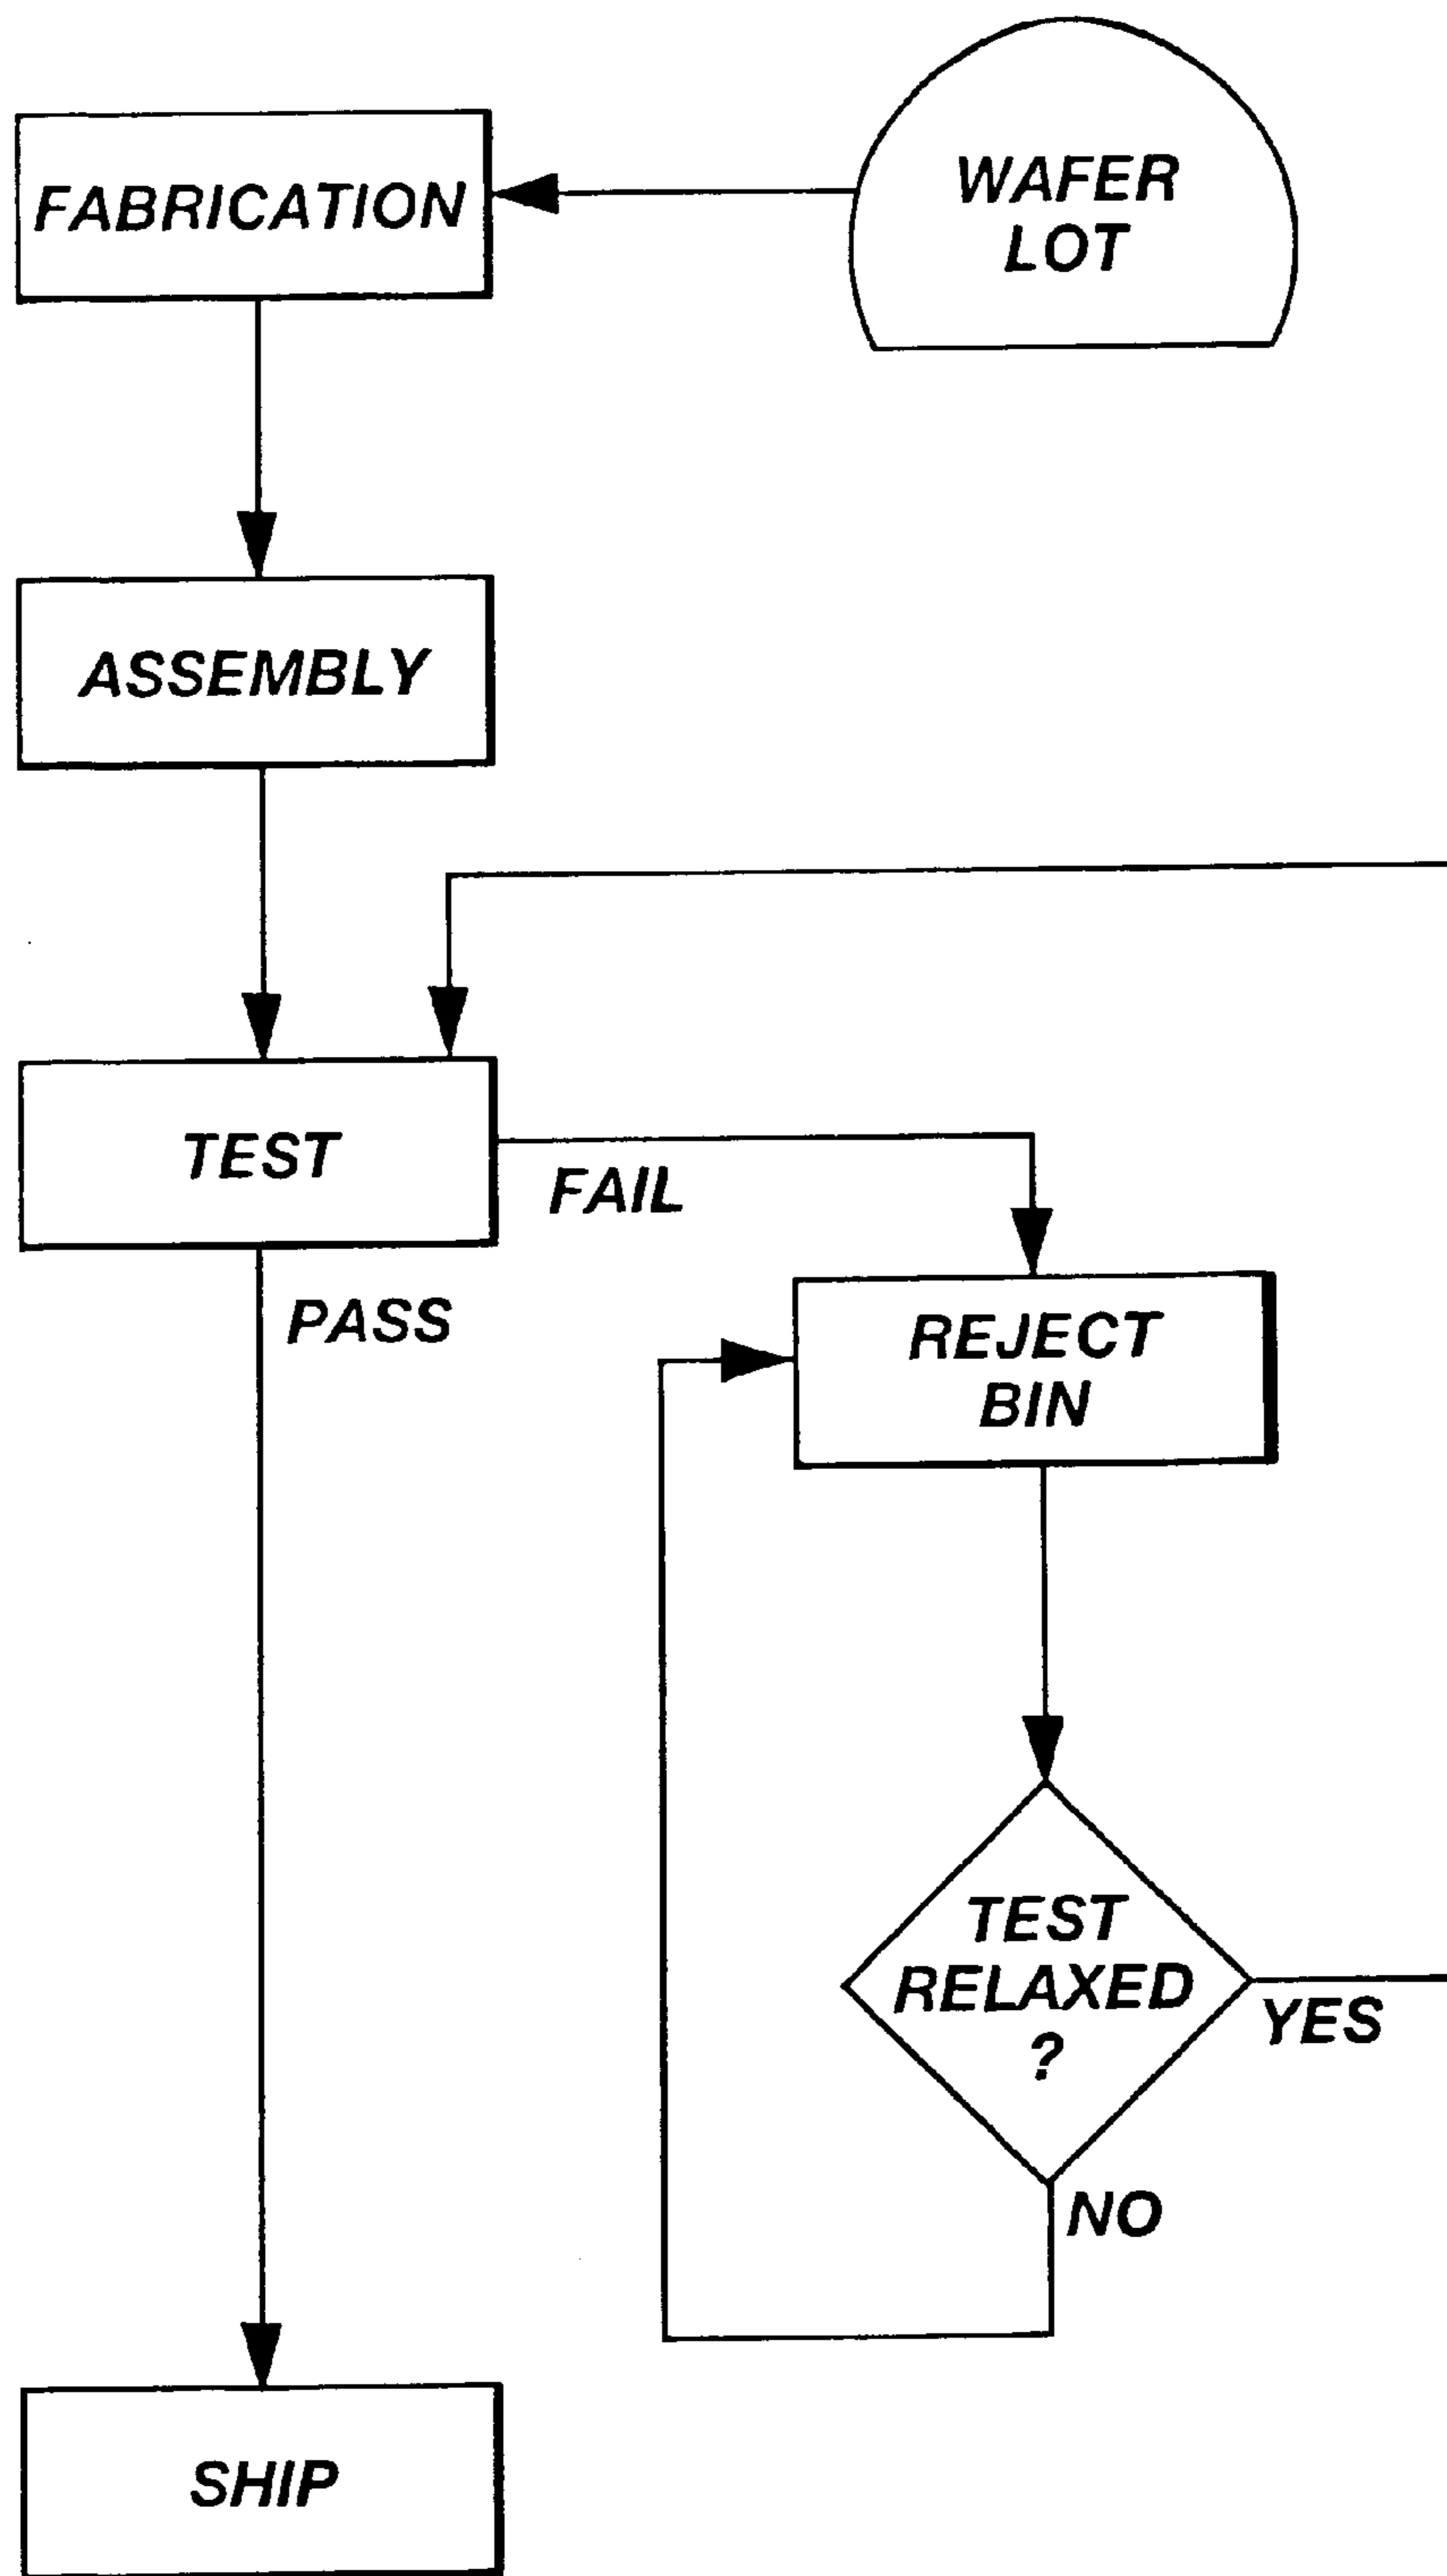 WAFER
LOT
FABRICATION
ASSEMBLY
TEST
FAIL
PASS
REJECT
BIN
TEST
RELAXED
?
YES
NO
SHIP